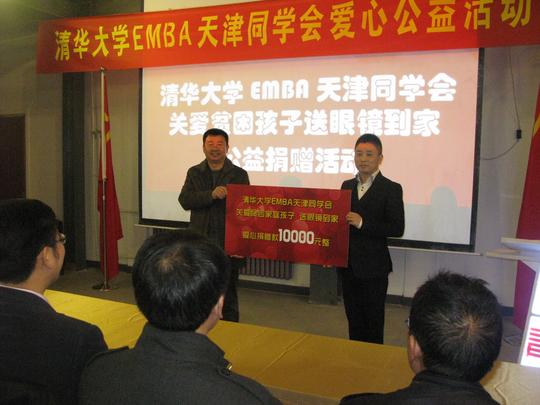 清华大学EMBA天津同学会爱心公益活动
清华大学 EMBA 天津同学会
关爱贫困孩子送眼镜到家
公益捐赠活动
清华大学EMBA天津同学会
关爱贫困家庭孩子 送眼镜到家
爱心捐赠款10000元整